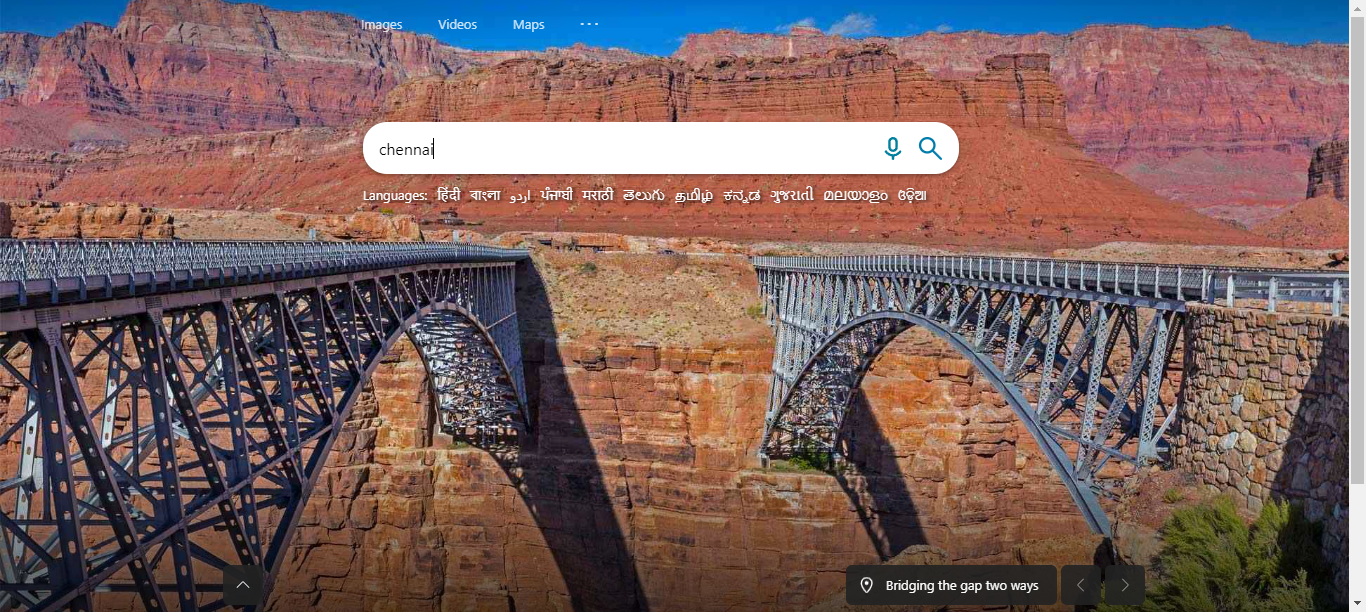 Images Videos Maps ...
chennai
Languages: हिंदी বাংলা اردو ਪੰਜਾਬੀ मराठी తెలుగు தமிழ் ಕನ್ನಡ ગુજરાતી മലയാളം ଓଡ଼ିଆ
Bridging the gap two ways